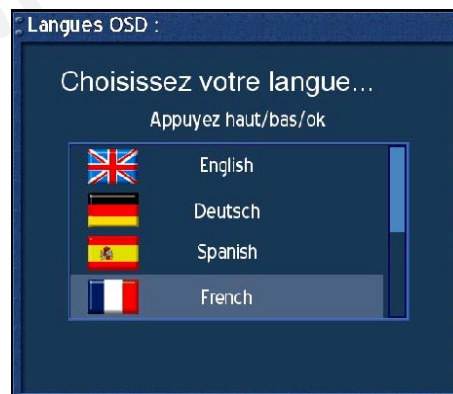 Langues OSD :
Choisissez votre langue...
Appuyez haut/bas/ok
English
Deutsch
Spanish
French